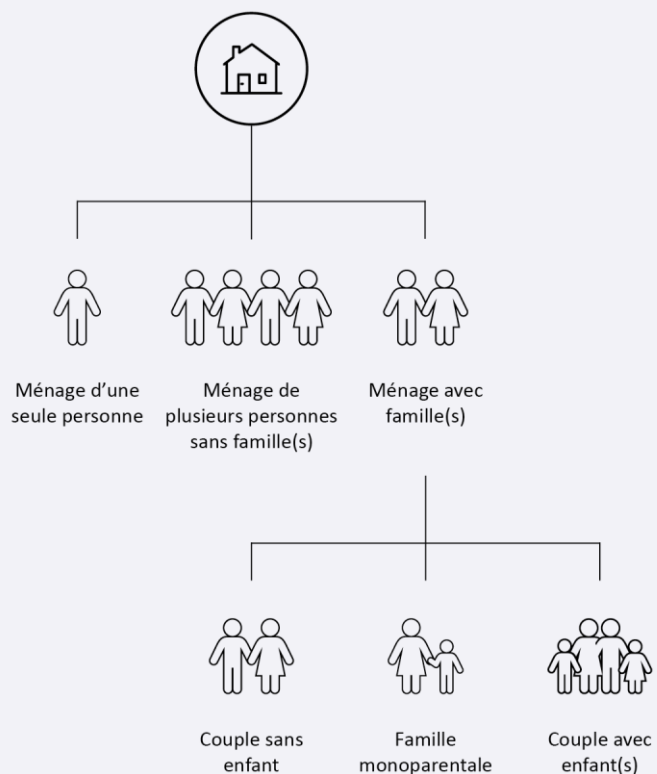 Ménage d’une
seule personne
Ménage de
plusieurs personnes
sans famille(s)
Ménage avec
famille(s)
Couple sans
enfant
Famille
monoparentale
Couple avec
enfant(s)